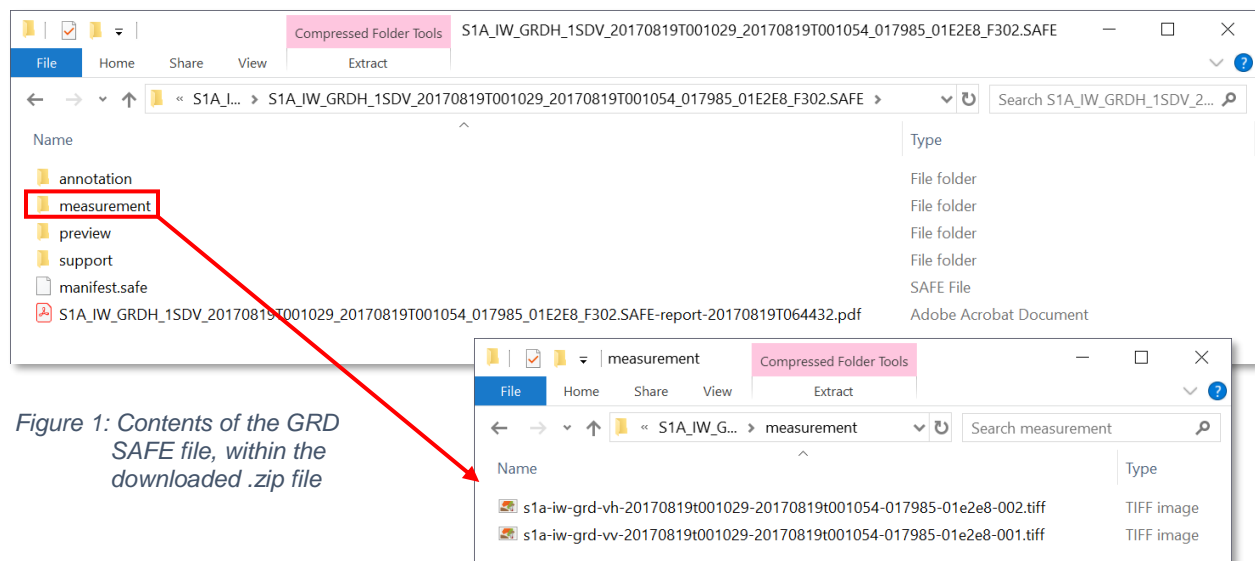 Compressed Folder Tools S1A_IW_GRDH_1SDV_20170819T001029_20170819T001054_017985_01E2E8_F302.SAFE
File Home Share View Extract
« S1A_I... > S1A_IW_GRDH_1SDV_20170819T001029_20170819T001054_017985_01E2E8_F302.SAFE > Search S1A_IW_GRDH_1SDV_2...
Name Type
annotation File folder
measurement File folder
preview File folder
support File folder
manifest.safe SAFE File
S1A_IW_GRDH_1SDV_20170819T001029_20170819T001054_017985_01E2E8_F302.SAFE-report-20170819T064432.pdf Adobe Acrobat Document
measurement Compressed Folder Tools
File Home Share View Extract
« S1A_IW_G... > measurement Search measurement
Name Type
s1a-iw-grd-vh-20170819t001029-20170819t001054-017985-01e2e8-002.tiff TIFF image
s1a-iw-grd-vv-20170819t001029-20170819t001054-017985-01e2e8-001.tiff TIFF image
Figure 1: Contents of the GRD
SAFE file, within the
downloaded .zip file